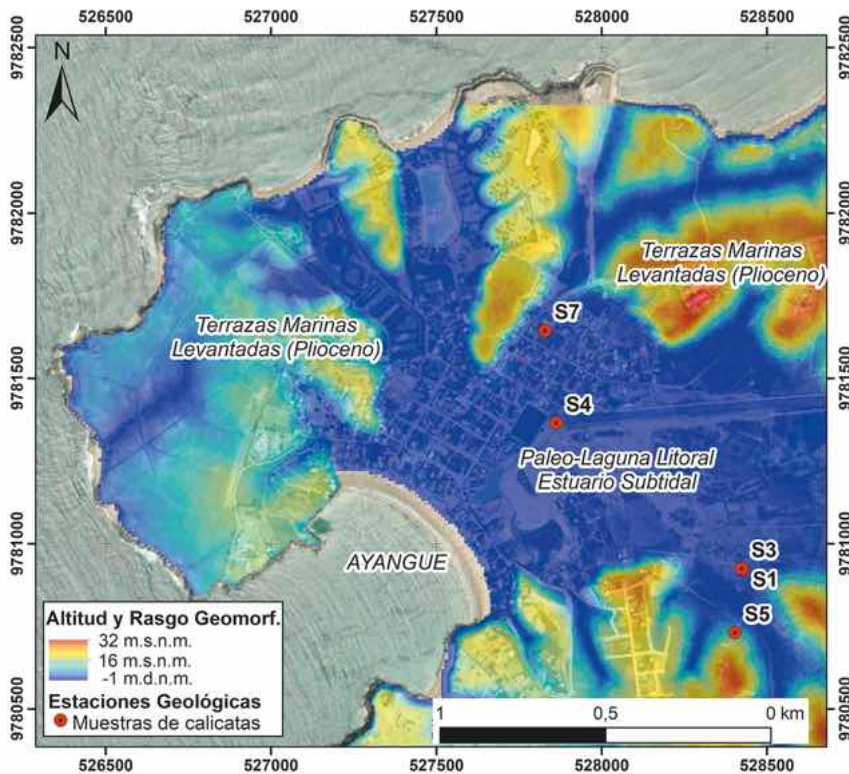 526500 527000 527500 528000 528500
9782500 9782500
N
9782000 9782000
Terrazas Marinas
Levantadas (Plioceno)
Terrazas Marinas
Levantadas (Plioceno)
S7
9781500 9781500
S4
Paleo-Laguna Litoral
Estuario Subtidal
9781000 9781000
S3
AYANGUE
S1
S5
Altitud y Rasgo Geomorf.
32 m.s.n.m.
16 m.s.n.m.
-1 m.d.n.m.
Estaciones Geológicas
Muestras de calicatas
9780500 9780500
1 0,5 0 km
526500 527000 527500 528000 528500